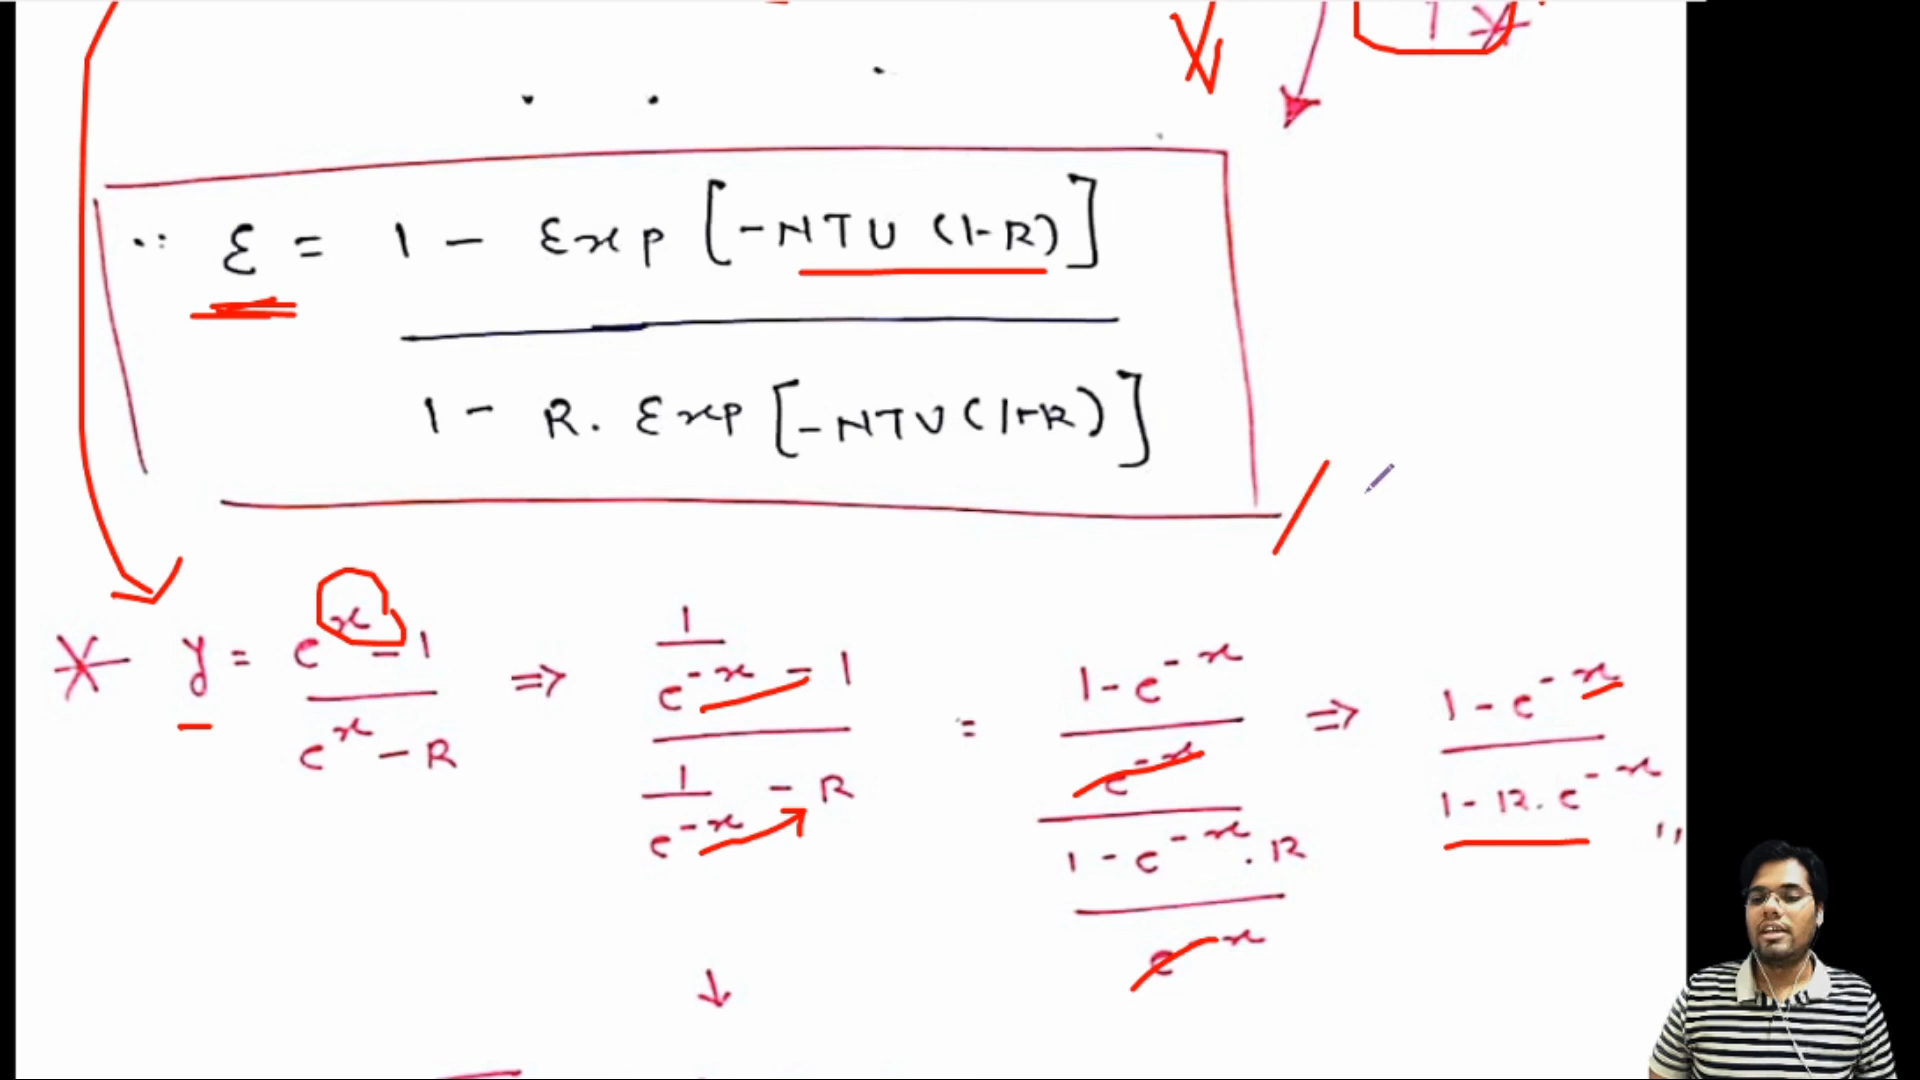 ∵ ε = 1 - Exp [-NTU (1-R)]
1 - R. Exp [-NTU (1-R)]
* y = e^x - 1 / e^x - R ⇒ 1/e^-x - 1 / 1/e^-x - R = 1 - e^-x / e^-x / 1 - e^-x . R / e^-x ⇒ 1 - e^-x / 1 - R. e^-x "